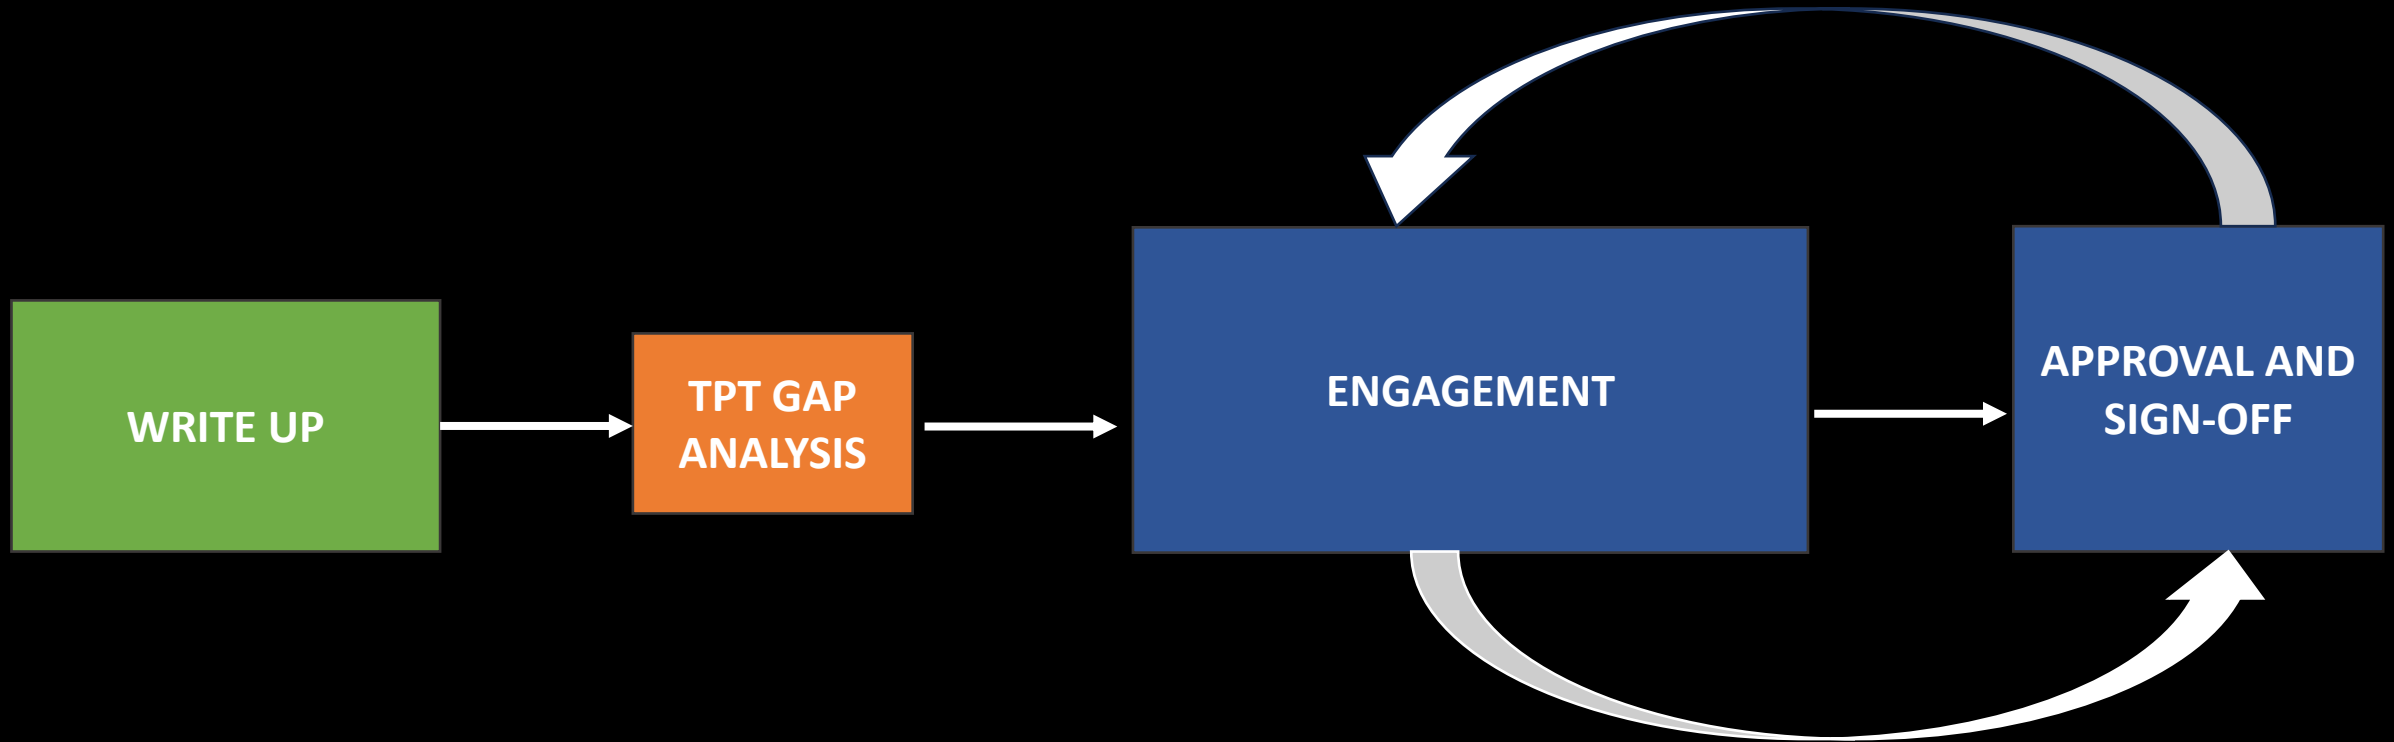 WRITE UP
TPT GAP
ANALYSIS
ENGAGEMENT
APPROVAL AND
SIGN-OFF